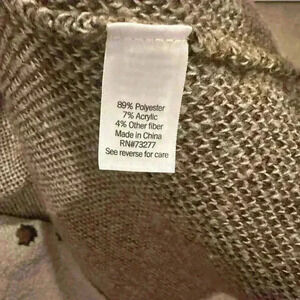 89% Polyester
7% Acrylic
4% Other fiber
Made in China
RN#73277
See reverse for care